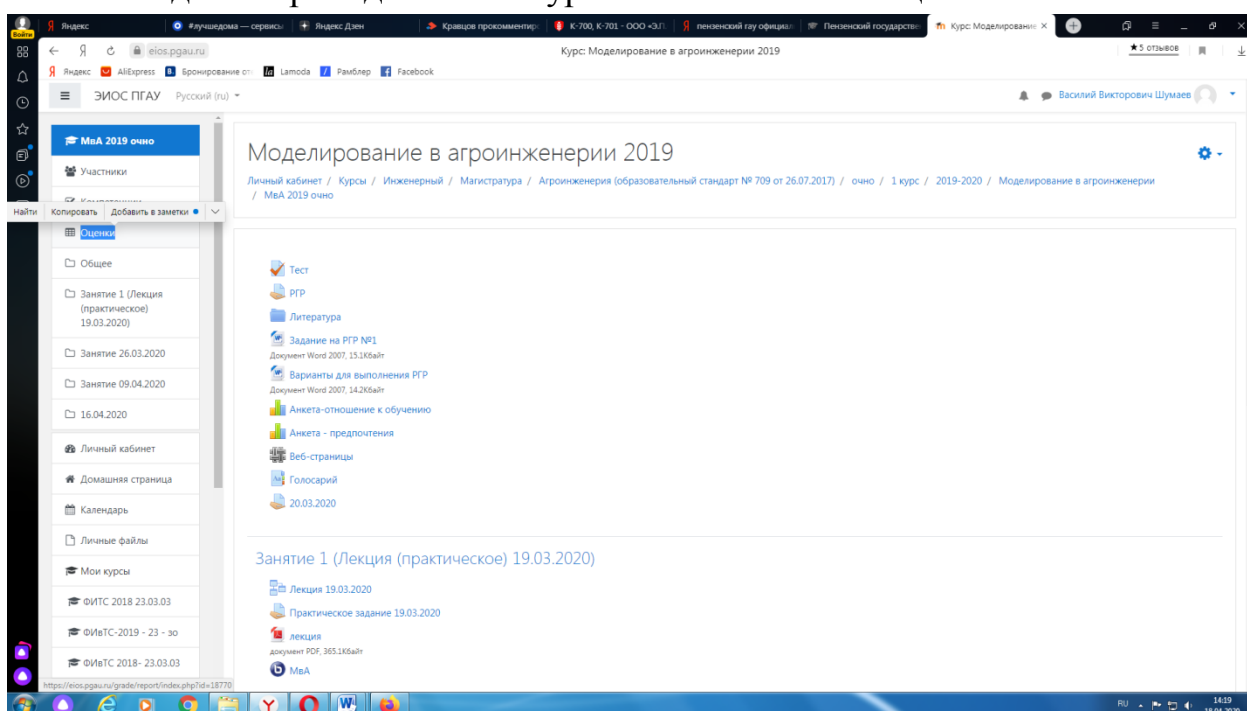 Войти
Яндекс
#лучшедома — сервисы
Яндекс Дзен
Кравцов прокомментиро
К-700, К-701 - ООО «ЭЛ
пензенский гау официал
Пензенский государстве
Курс: Моделирование
eios.pgau.ru
Курс: Моделирование в агроинженерии 2019
★5 отзывов
Яндекс
AliExpress
Бронирование от
Lamoda
Рамблер
Facebook
ЭИОС ПГАУ
Русский (ru)
Василий Викторович Шумаев
МвА 2019 очно
Участники
Найти
Копировать
Добавить в заметки
Оценки
Общее
Занятие 1 (Лекция
(практическое)
19.03.2020)
Занятие 26.03.2020
Занятие 09.04.2020
16.04.2020
Личный кабинет
Домашняя страница
Календарь
Личные файлы
Мои курсы
ФИТС 2018 23.03.03
ФИвТС-2019 - 23 - зо
ФИвТС 2018- 23.03.03
https://eios.pgau.ru/grade/report/index.php?id=18770
Моделирование в агроинженерии 2019
Личный кабинет / Курсы / Инженерный / Магистратура / Агроинженерия (образовательный стандарт № 709 от 26.07.2017) / очно / 1 курс / 2019-2020 / Моделирование в агроинженерии
/ МвА 2019 очно
Тест
РГР
Литература
Задание на РГР №1
Документ Word 2007, 15.1Кбайт
Варианты для выполнения РГР
Документ Word 2007, 14.2Кбайт
Анкета-отношение к обучению
Анкета - предпочтения
Веб-страницы
Голосарий
20.03.2020
Занятие 1 (Лекция (практическое) 19.03.2020)
Лекция 19.03.2020
Практическое задание 19.03.2020
лекция
документ PDF, 365.1Кбайт
МвА
RU
14:19
18.04.2020